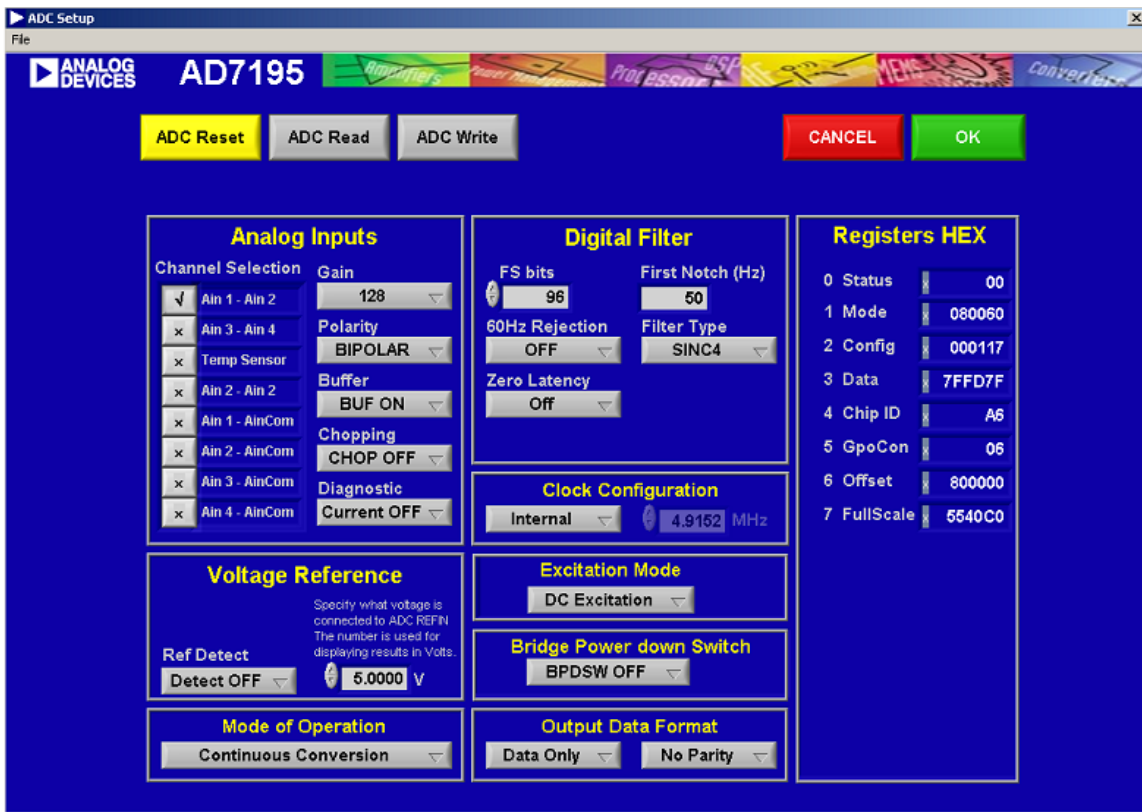 ADC Setup
File
ANALOG DEVICES
AD7195
Amplifiers
Power Management
Processors
DSP
MEMS
Converters
ADC Reset
ADC Read
ADC Write
CANCEL
OK
Analog Inputs
Channel Selection
√ Ain 1 - Ain 2
x Ain 3 - Ain 4
x Temp Sensor
x Ain 2 - Ain 2
x Ain 1 - AinCom
x Ain 2 - AinCom
x Ain 3 - AinCom
x Ain 4 - AinCom
Gain
128
Polarity
BIPOLAR
Buffer
BUF ON
Chopping
CHOP OFF
Diagnostic
Current OFF
Voltage Reference
Ref Detect
Detect OFF
Specify what voltage is
connected to ADC REFIN
The number is used for
displaying results in Volts.
5.0000 V
Mode of Operation
Continuous Conversion
Digital Filter
FS bits
96
First Notch (Hz)
50
60Hz Rejection
OFF
Filter Type
SINC4
Zero Latency
Off
Clock Configuration
Internal
4.9152 MHz
Excitation Mode
DC Excitation
Bridge Power down Switch
BPDSW OFF
Output Data Format
Data Only
No Parity
Registers HEX
0 Status x 00
1 Mode x 080060
2 Config x 000117
3 Data x 7FFD7F
4 Chip ID x A6
5 GpoCon x 06
6 Offset x 800000
7 FullScale x 5540C0